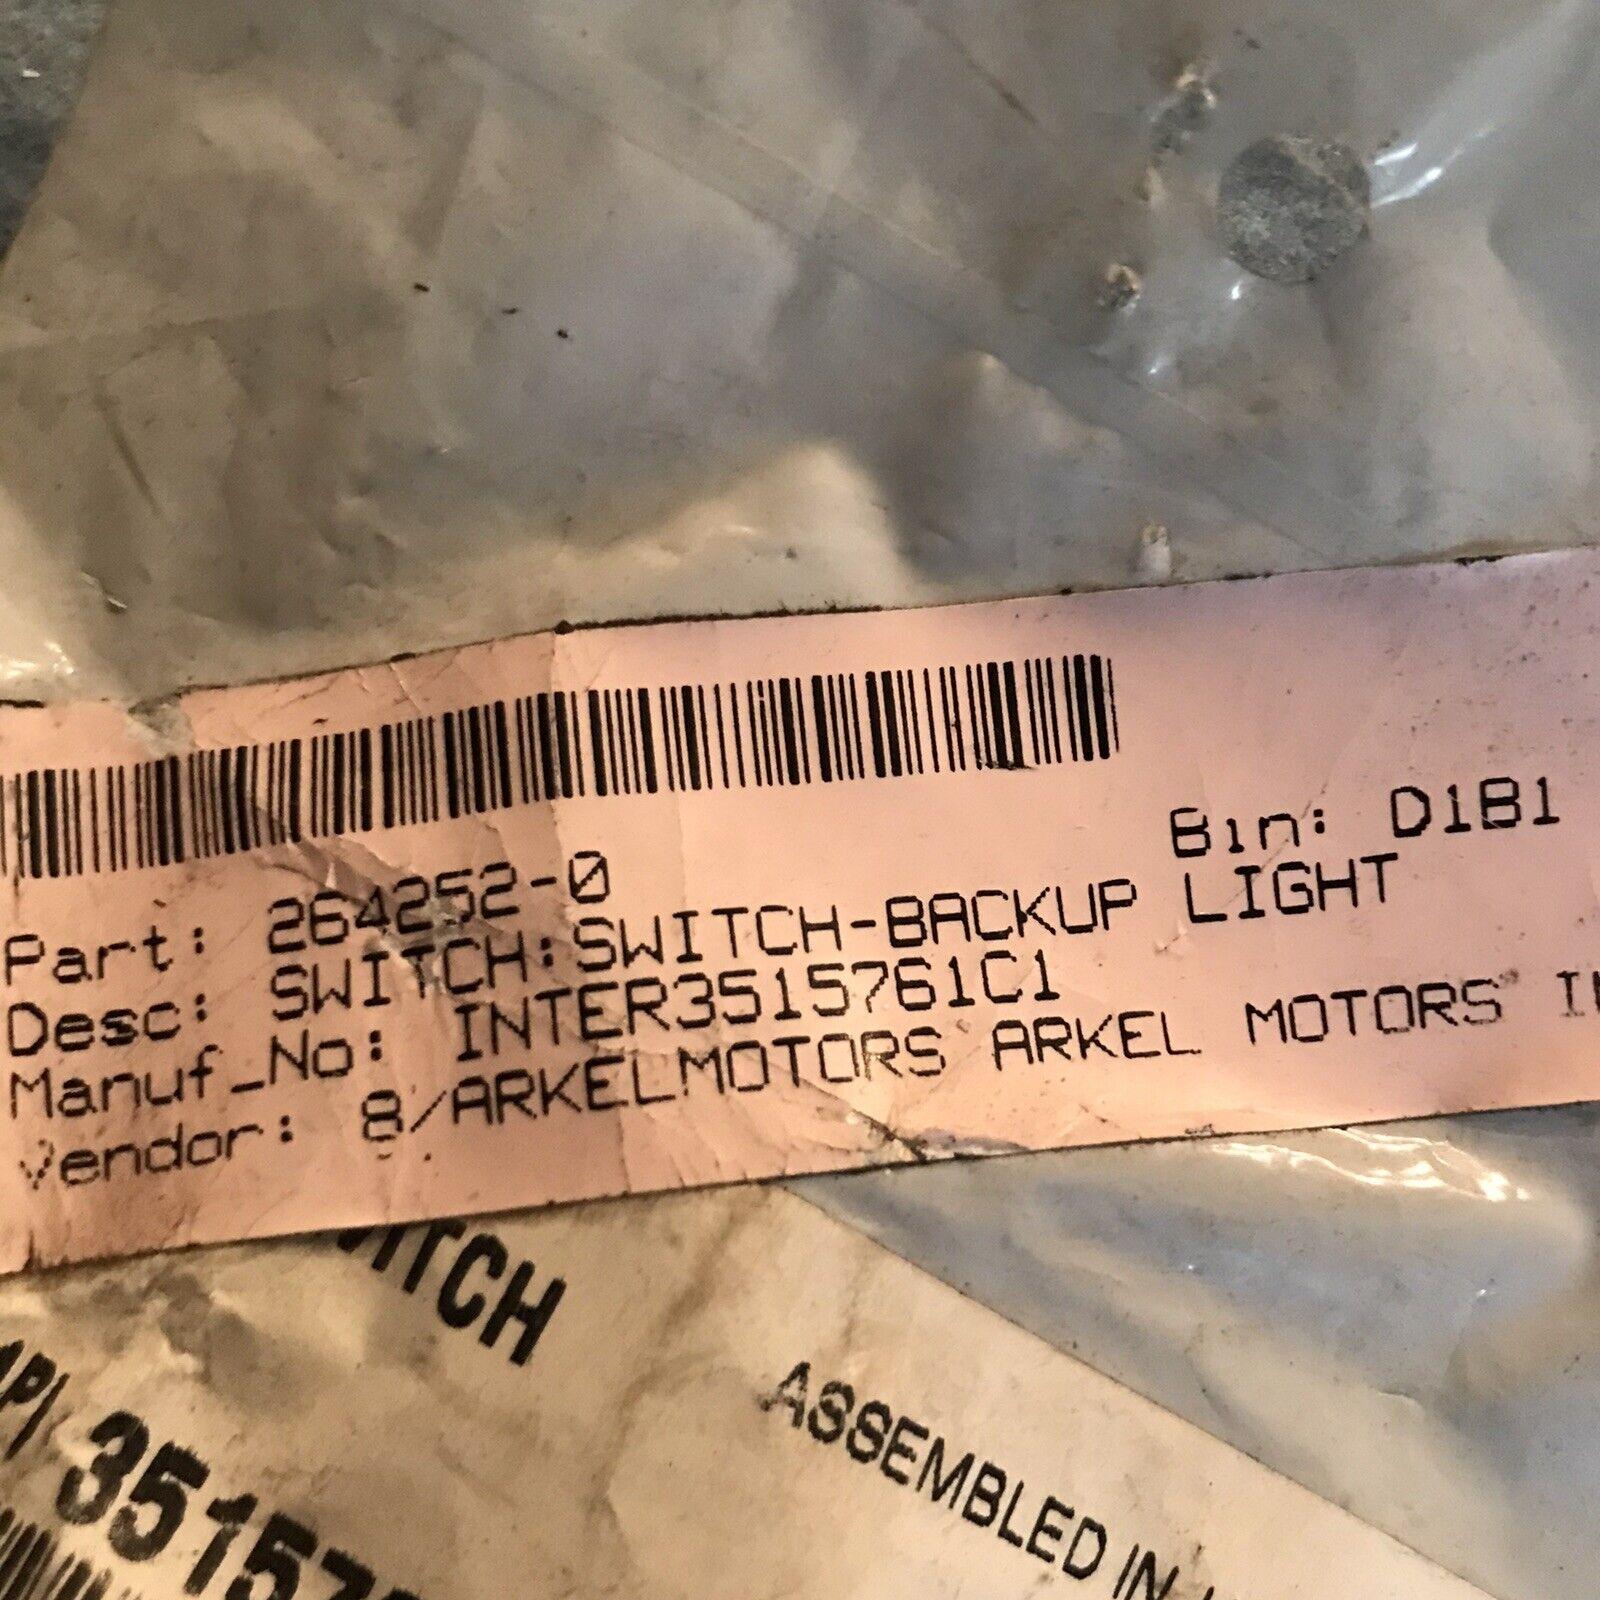 Part: 264252-0
Bin: D1B1
Desc: SWITCH:SWITCH-BACKUP LIGHT
Manuf_No: INTER3515761C1
Vendor: 8/ARKELMOTORS ARKEL MOTORS
ASSEMBLED IN